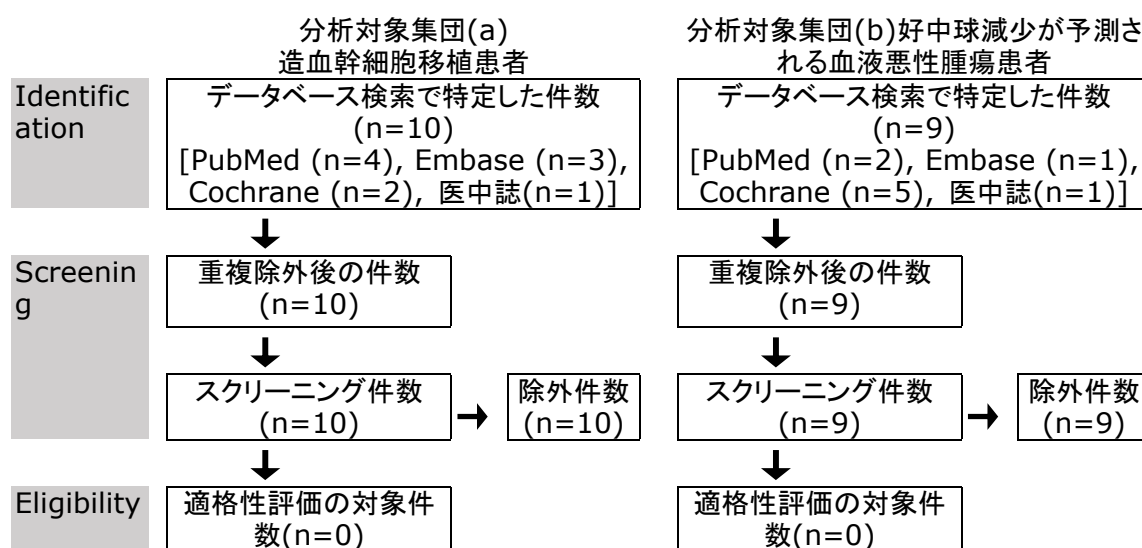 分析対象集団(a)
造血幹細胞移植患者
分析対象集団(b)好中球減少が予測さ
れる血液悪性腫瘍患者
Identific
ation
データベース検索で特定した件数
(n=10)
[PubMed (n=4), Embase (n=3),
Cochrane (n=2), 医中誌(n=1)]
データベース検索で特定した件数
(n=9)
[PubMed (n=2), Embase (n=1),
Cochrane (n=5), 医中誌(n=1)]
Screenin
g
重複除外後の件数
(n=10)
重複除外後の件数
(n=9)
スクリーニング件数
(n=10)
除外件数
(n=10)
スクリーニング件数
(n=9)
除外件数
(n=9)
Eligibility
適格性評価の対象件
数(n=0)
適格性評価の対象件
数(n=0)